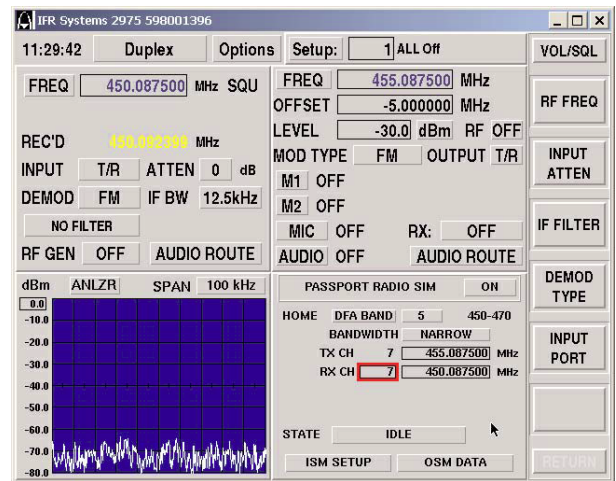 IFR Systems 2975 598001396
11:29:42 Duplex Options Setup: 1 All Off VOL/SQL
FREQ 450.087500 MHz SQU
REC'D 450.092399 MHz
INPUT T/R ATTEN 0 dB
DEMOD FM IF BW 12.5kHz
NO FILTER
RF GEN OFF AUDIO ROUTE
FREQ 455.087500 MHz
OFFSET -5.000000 MHz
LEVEL -30.0 dBm RF OFF
MOD TYPE FM OUTPUT T/R
M1 OFF
M2 OFF
MIC OFF RX: OFF
AUDIO OFF AUDIO ROUTE
dBm ANLZR SPAN 100 kHz
0.0
-10.0
-20.0
-30.0
-40.0
-50.0
-60.0
-70.0
-80.0
PASSPORT RADIO SIM ON
HOME DFA BAND 5 450-470
BANDWIDTH NARROW
TX CH 7 455.087500 MHz
RX CH 7 450.087500 MHz
STATE IDLE
ISM SETUP OSM DATA
RF FREQ
INPUT
ATTEN
IF FILTER
DEMOD
TYPE
INPUT
PORT
RETURN